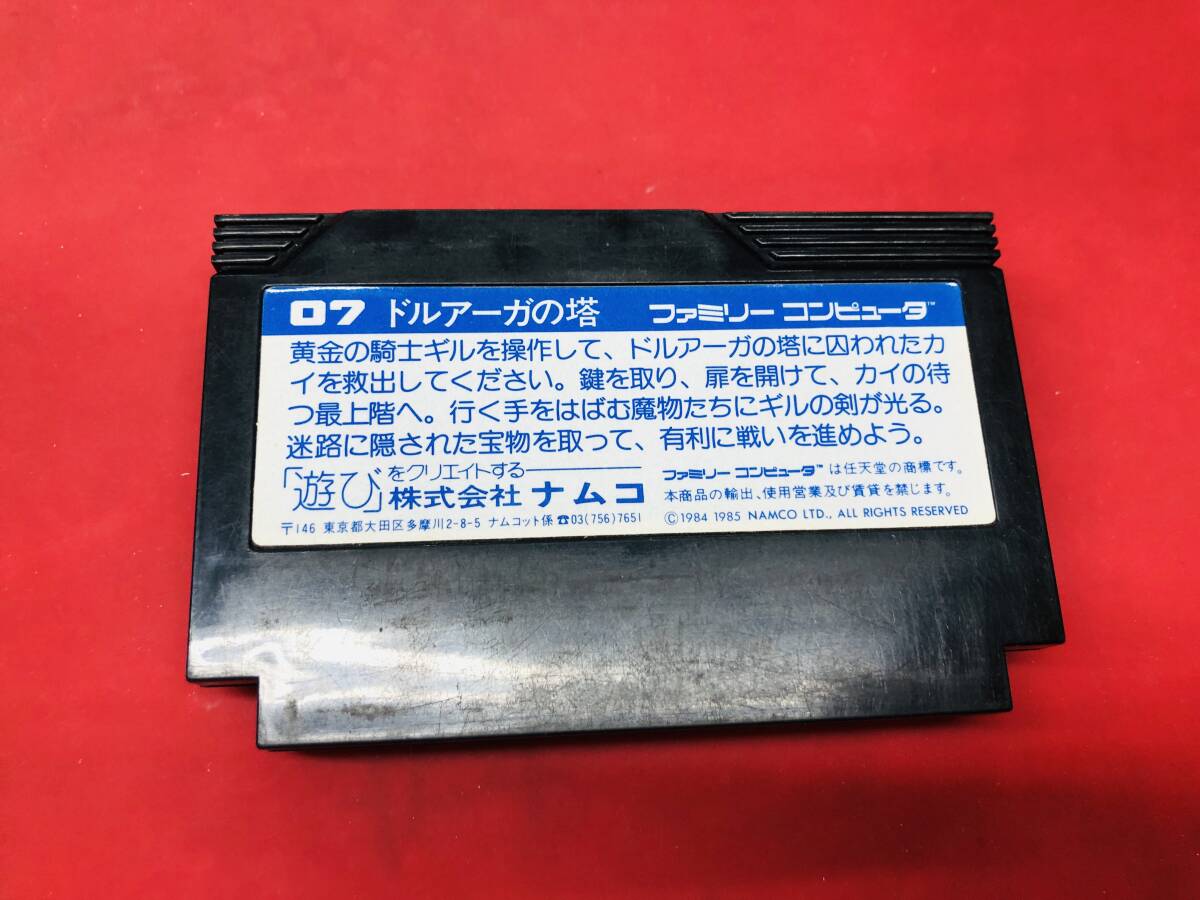 07 ドルアーガの塔 ファミリー コンピュータ™
黄金の騎士ギルを操作して、ドルアーガの塔に囚われたカ
イを救出してください。鍵を取り、扉を開けて、カイの待
つ最上階へ。行く手をはばむ魔物たちにギルの剣が光る。
迷路に隠された宝物を取って、有利に戦いを進めよう。
「遊び」をクリエイトする
株式会社 ナムコ
〒146 東京都大田区多摩川2-8-5 ナムコット係 ☎03(756)7651
ファミリー コンピュータ™ は任天堂の商標です。
本商品の輸出、使用営業及び賃貸を禁じます。
©1984 1985 NAMCO LTD., ALL RIGHTS RESERVED